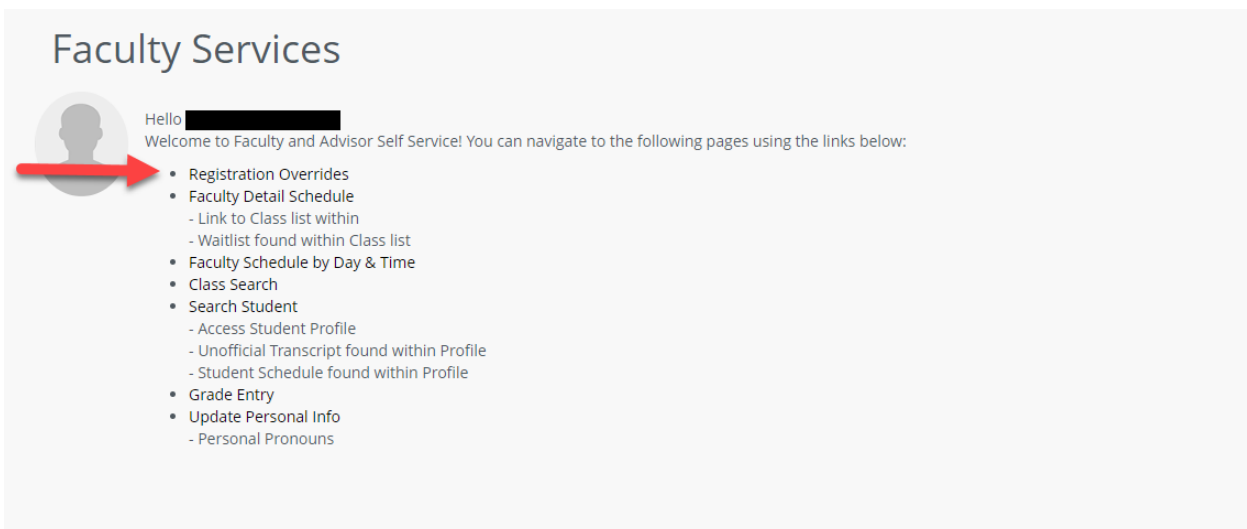 Faculty Services
Hello
Welcome to Faculty and Advisor Self Service! You can navigate to the following pages using the links below:
• Registration Overrides
• Faculty Detail Schedule
- Link to Class list within
- Waitlist found within Class list
• Faculty Schedule by Day & Time
• Class Search
• Search Student
- Access Student Profile
- Unofficial Transcript found within Profile
- Student Schedule found within Profile
• Grade Entry
• Update Personal Info
- Personal Pronouns